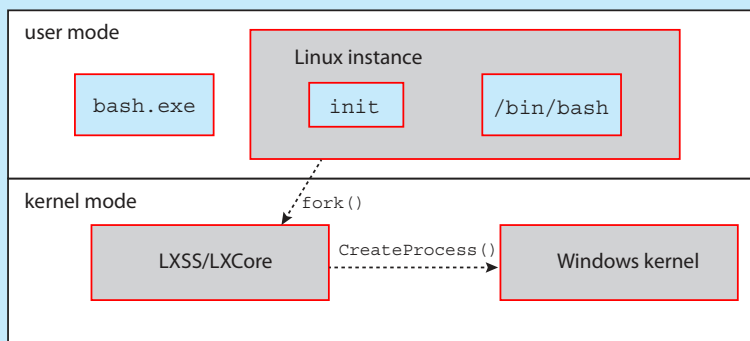 user mode
Linux instance
bash.exe
init
/bin/bash
kernel mode
fork()
LXSS/LXCore
CreateProcess()
Windows kernel